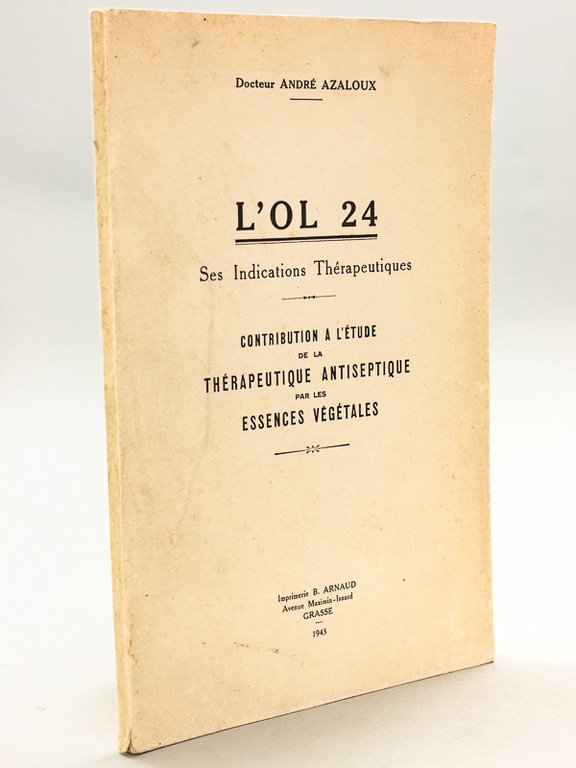 Docteur ANDRÉ AZALOUX
L'OL 24
Ses Indications Thérapeutiques
CONTRIBUTION A L'ÉTUDE
DE LA
THÉRAPEUTIQUE ANTISEPTIQUE
PAR LES
ESSENCES VÉGÉTALES
Imprimerie B. ARNAUD
Avenue Maximin-Isnard
GRASSE
1943